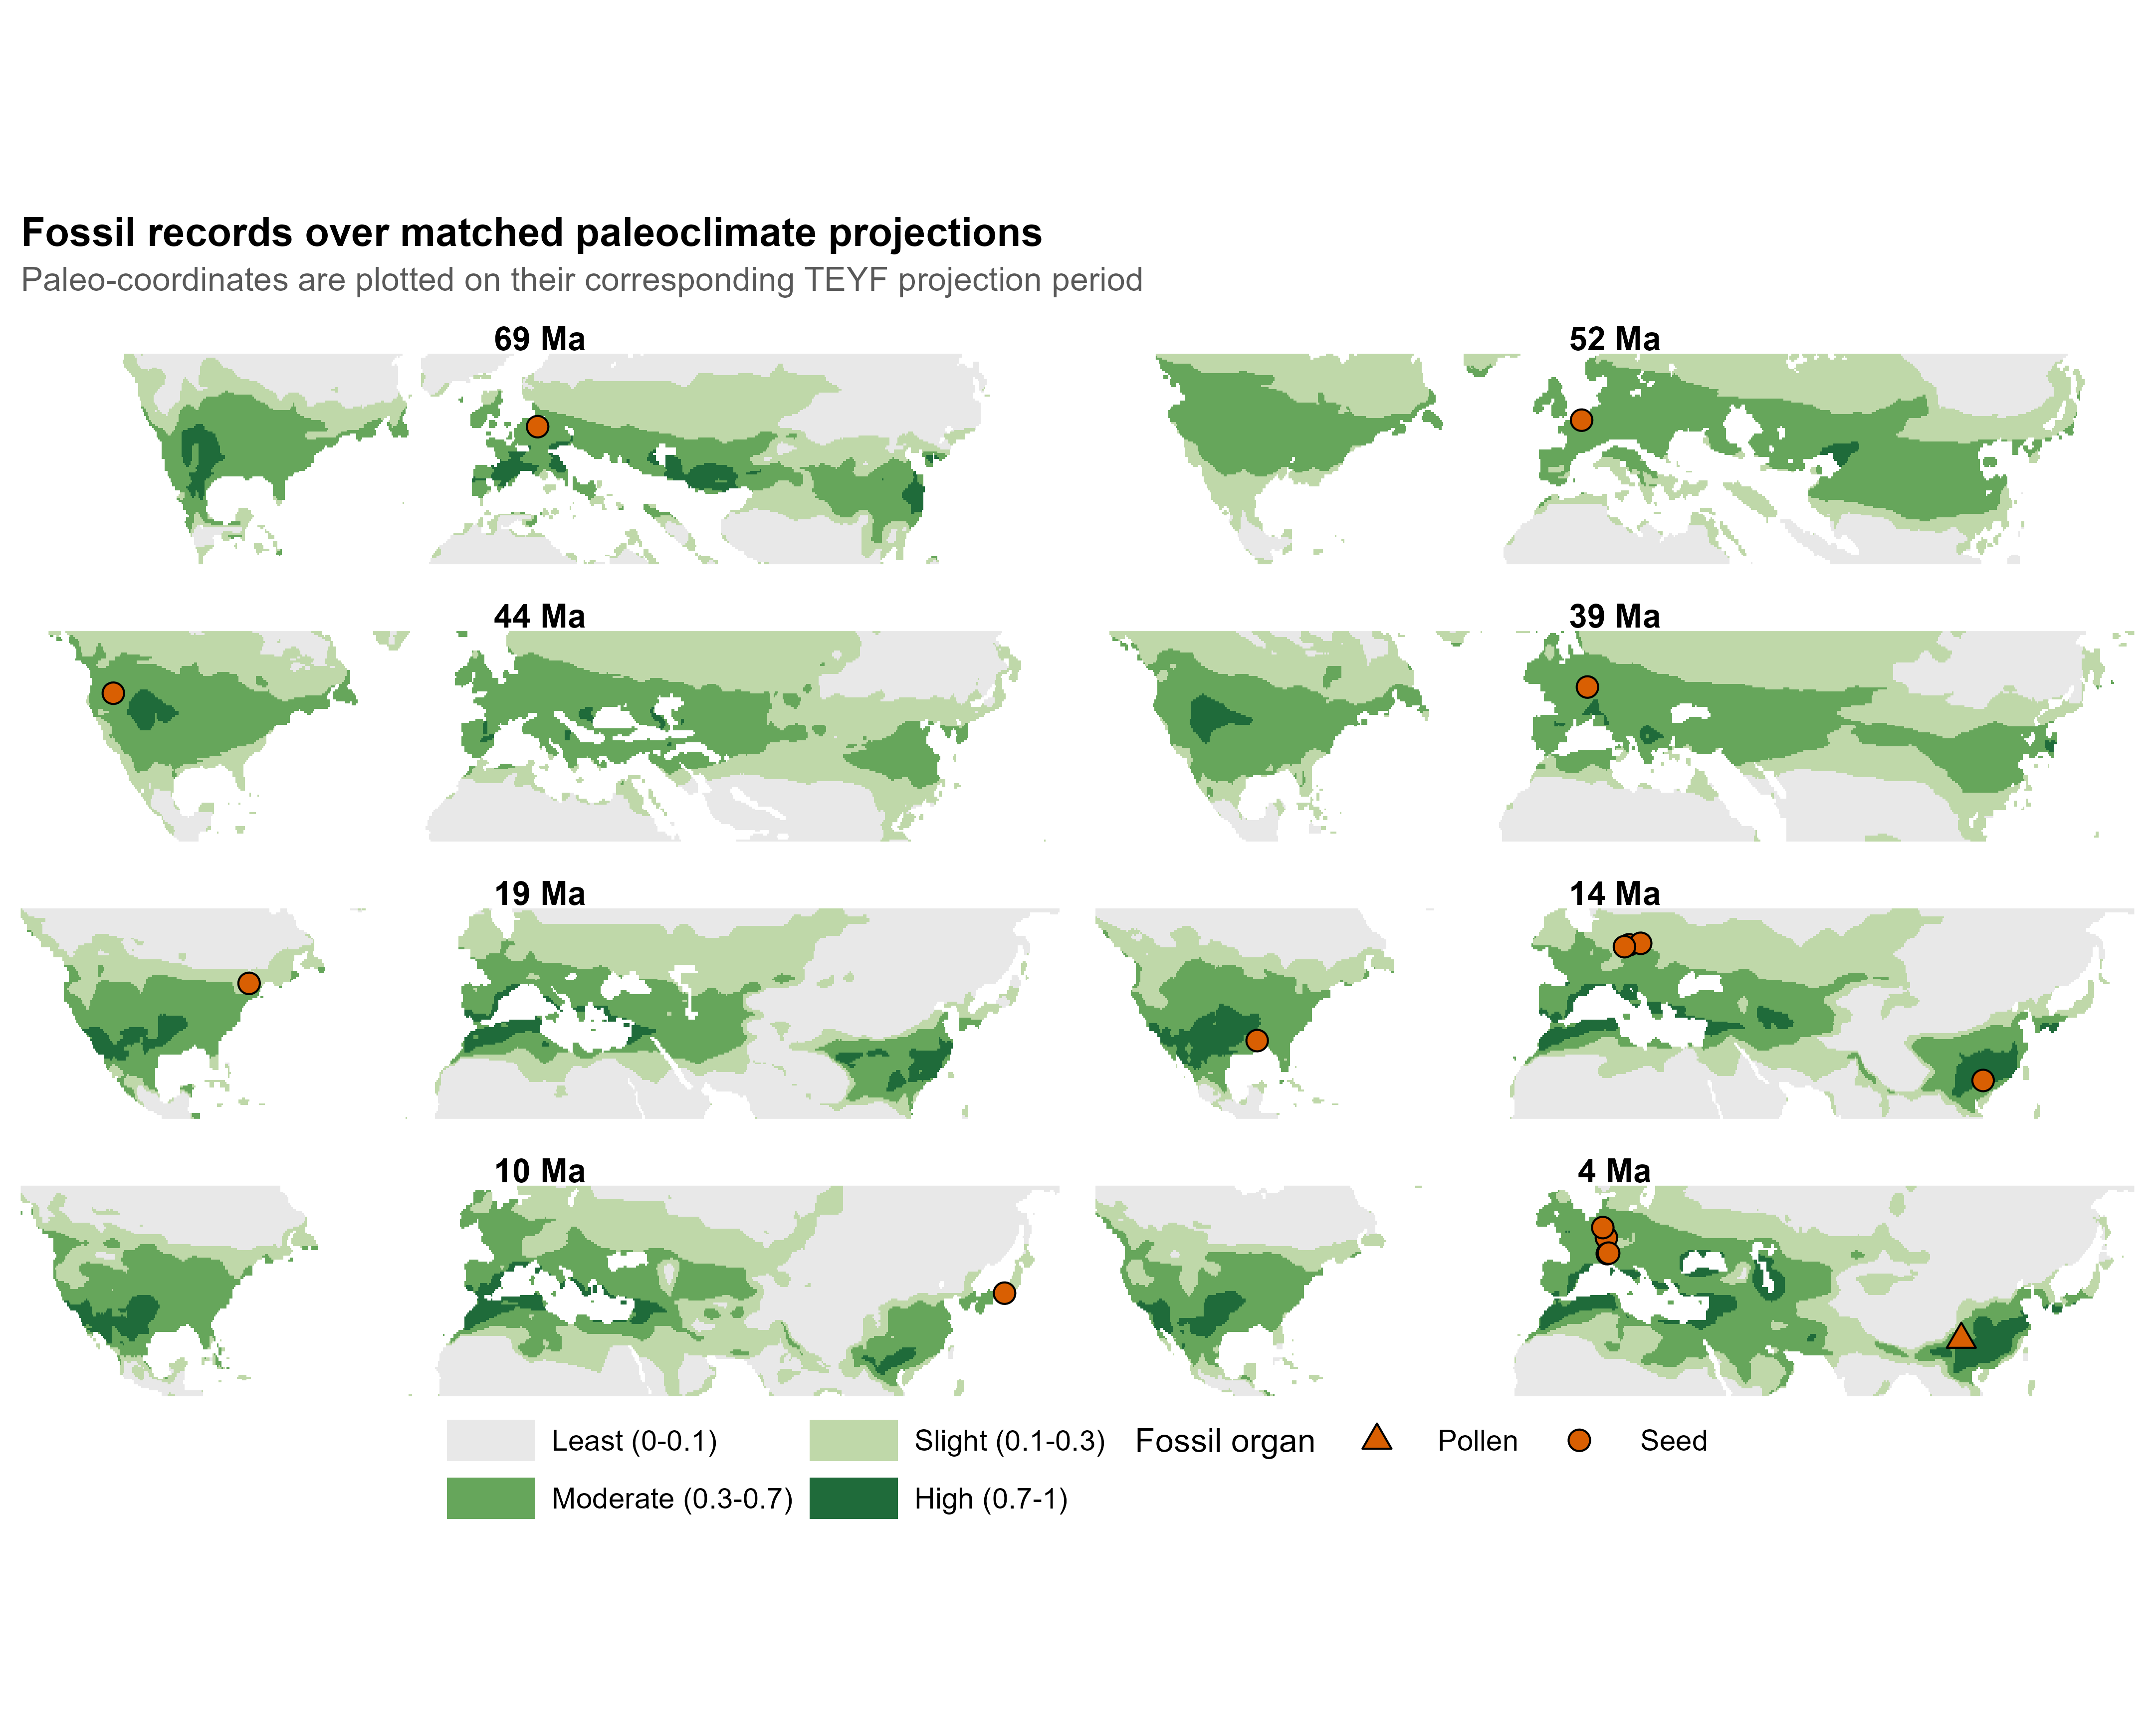 Fossil records over matched paleoclimate projections
Paleo-coordinates are plotted on their corresponding TEYF projection period
69 Ma
52 Ma
44 Ma
39 Ma
19 Ma
14 Ma
10 Ma
4 Ma
Least (0-0.1)
Slight (0.1-0.3)
Fossil organ
Pollen
Seed
Moderate (0.3-0.7)
High (0.7-1)